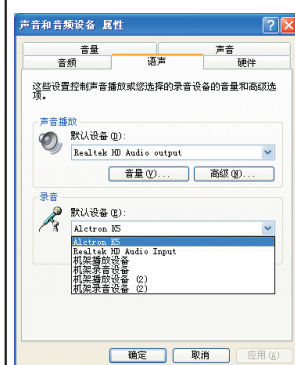 声音和音频设备 属性
音量 声音
音频 语声 硬件
这些设置控制声音播放或您选择的录音设备的音量和高级选
项。
声音播放
默认设备(D):
Realtek HD Audio output
音量(V)... 高级(N)...
录音
默认设备(E):
Alctron K5
Alctron K5
Realtek HD Audio Input
机架播放设备
机架录音设备
机架播放设备 (2)
机架录音设备 (2)
确定 取消 应用(A)